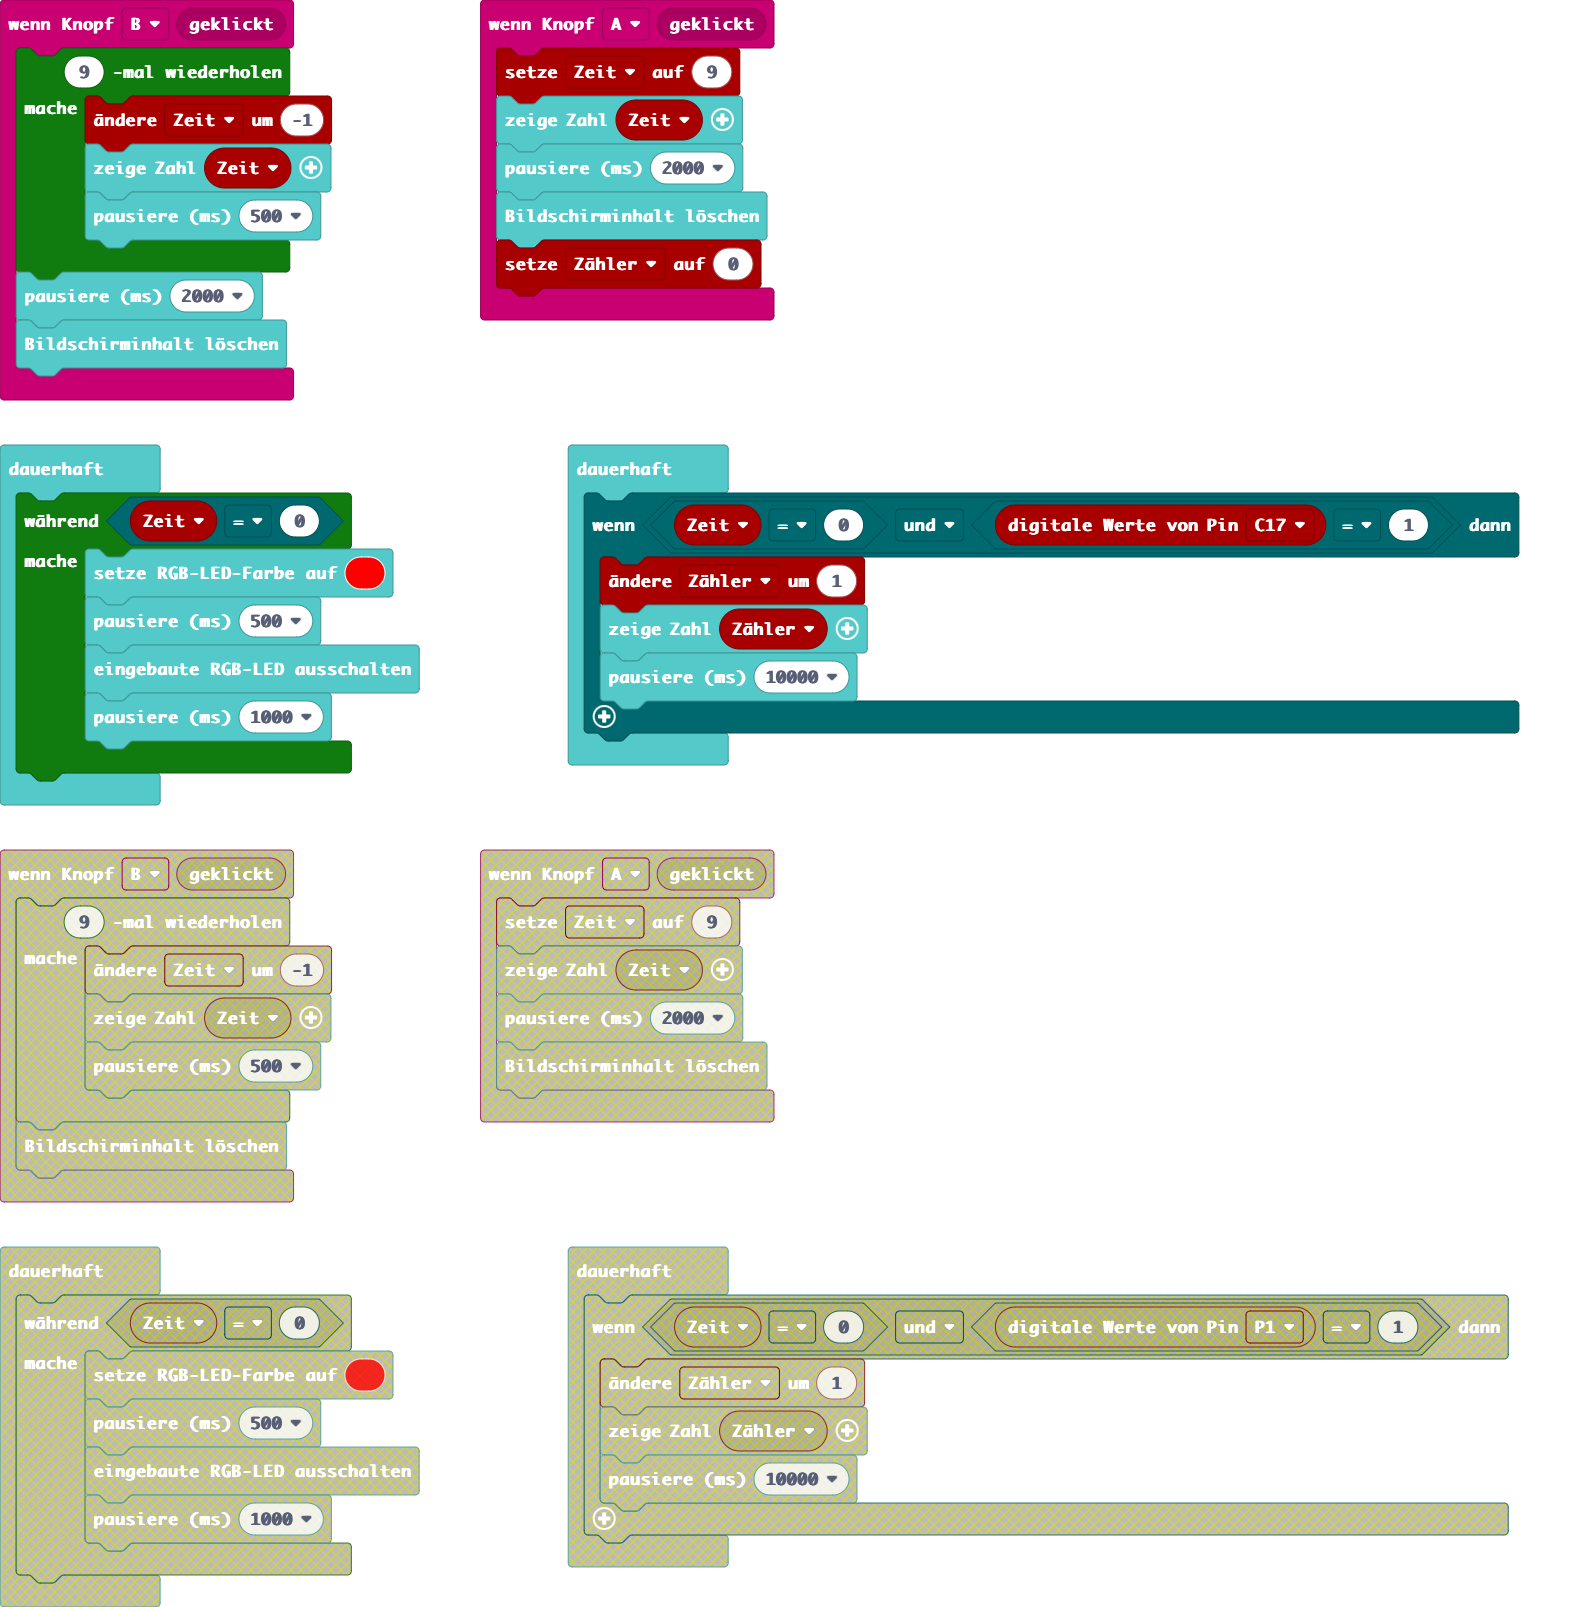 wenn Knopf B geklickt
9 -mal wiederholen
mache
ändere Zeit um -1
zeige Zahl Zeit
pausiere (ms) 500
pausiere (ms) 2000
Bildschirminhalt löschen
wenn Knopf A geklickt
setze Zeit auf 9
zeige Zahl Zeit
pausiere (ms) 2000
Bildschirminhalt löschen
setze Zähler auf 0
dauerhaft
während Zeit = 0
mache
setze RGB-LED-Farbe auf
pausiere (ms) 500
eingebaute RGB-LED ausschalten
pausiere (ms) 1000
dauerhaft
wenn Zeit = 0 und digitale Werte von Pin C17 = 1 dann
ändere Zähler um 1
zeige Zahl Zähler
pausiere (ms) 10000
wenn Knopf B geklickt
9 -mal wiederholen
mache
ändere Zeit um -1
zeige Zahl Zeit
pausiere (ms) 500
Bildschirminhalt löschen
wenn Knopf A geklickt
setze Zeit auf 9
zeige Zahl Zeit
pausiere (ms) 2000
Bildschirminhalt löschen
dauerhaft
während Zeit = 0
mache
setze RGB-LED-Farbe auf
pausiere (ms) 500
eingebaute RGB-LED ausschalten
pausiere (ms) 1000
dauerhaft
wenn Zeit = 0 und digitale Werte von Pin P1 = 1 dann
ändere Zähler um 1
zeige Zahl Zähler
pausiere (ms) 10000